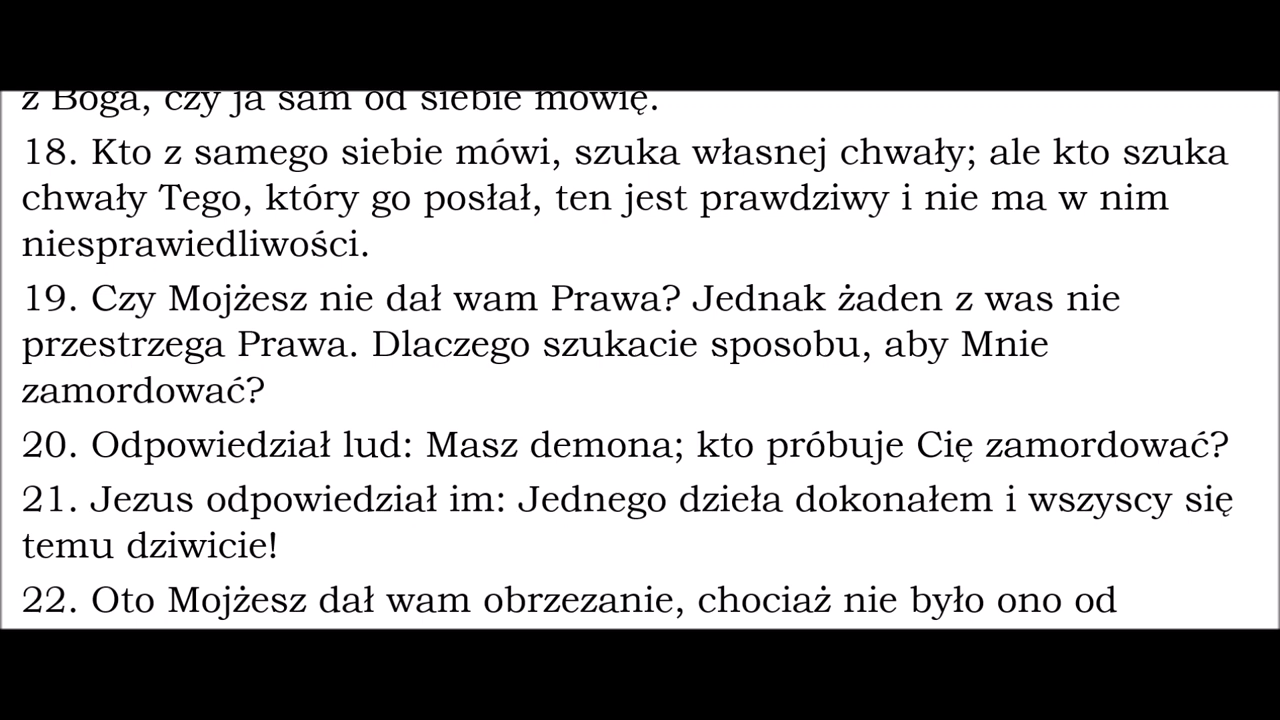 z Boga, czy ja sam od siebie mówię.
18. Kto z samego siebie mówi, szuka własnej chwały; ale kto szuka
chwały Tego, który go posłał, ten jest prawdziwy i nie ma w nim
niesprawiedliwości.
19. Czy Mojżesz nie dał wam Prawa? Jednak żaden z was nie
przestrzega Prawa. Dlaczego szukacie sposobu, aby Mnie
zamordować?
20. Odpowiedział lud: Masz demona; kto próbuje Cię zamordować?
21. Jezus odpowiedział im: Jednego dzieła dokonałem i wszyscy się
temu dziwicie!
22. Oto Mojżesz dał wam obrzezanie, chociaż nie było ono od